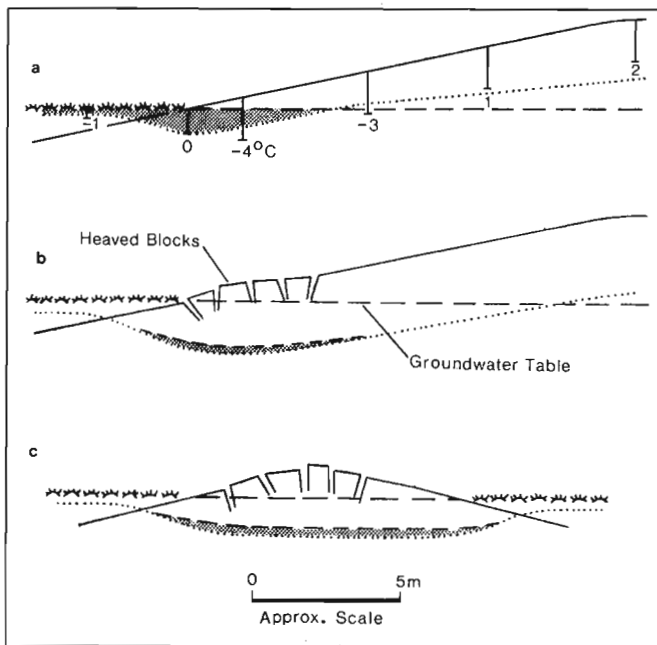 a
-1
0
-4°C
-3
1
2
Heaved Blocks
b
Groundwater Table
c
0 5m
Approx. Scale